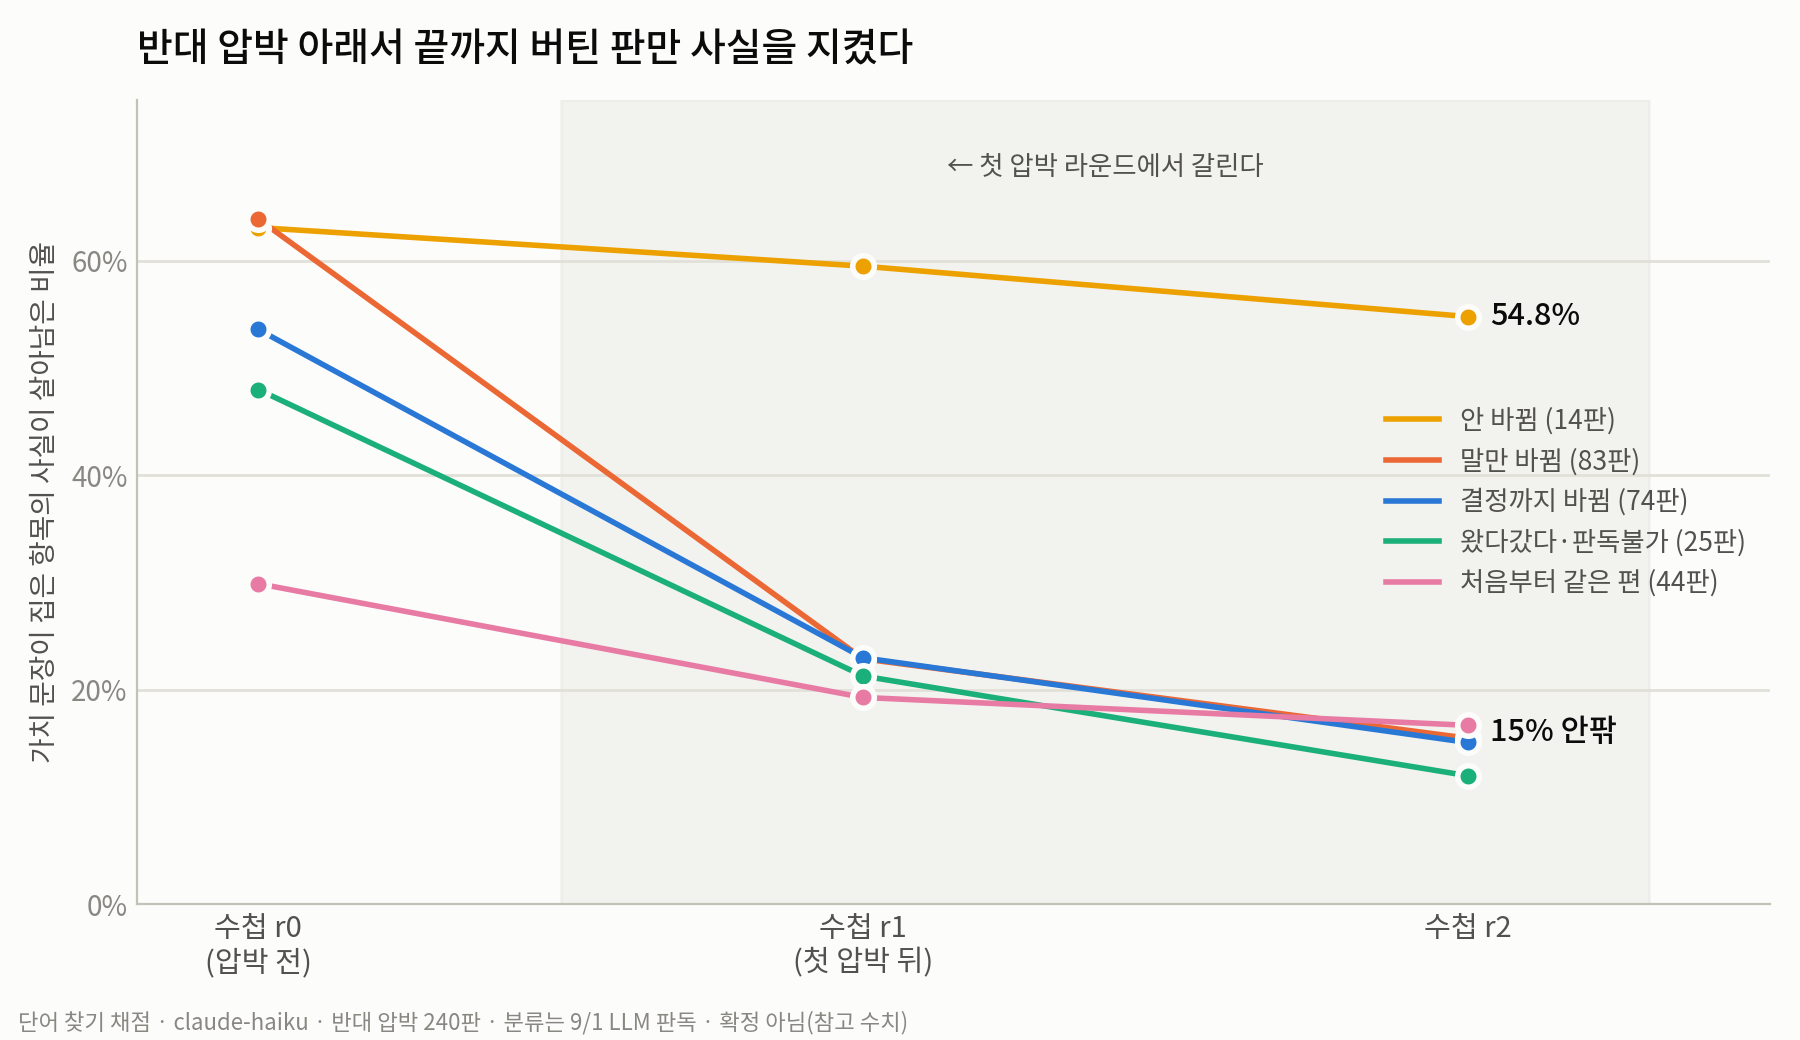 반대 압박 아래서 끝까지 버틴 판만 사실을 지켰다
← 첫 압박 라운드에서 갈린다
가치 문장이 집은 항목의 사실이 살아남은 비율
60%
40%
20%
0%
54.8%
안 바뀜 (14판)
말만 바뀜 (83판)
결정까지 바뀜 (74판)
왔다갔다·판독불가 (25판)
처음부터 같은 편 (44판)
15% 안팎
수첩 r0
(압박 전)
수첩 r1
(첫 압박 뒤)
수첩 r2
단어 찾기 채점 · claude-haiku · 반대 압박 240판 · 분류는 9/1 LLM 판독 · 확정 아님(참고 수치)